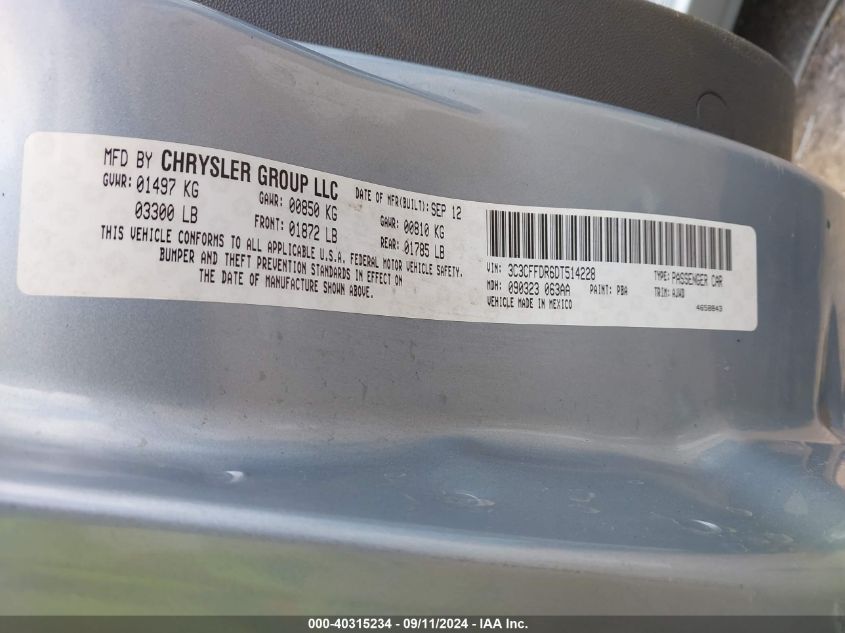 MFD BY CHRYSLER GROUP LLC DATE OF MFR(BUILT): SEP 12
GVWR: 01497 KG GAWR: 00850 KG GAWR: 00810 KG
03300 LB FRONT: 01872 LB REAR: 01785 LB
THIS VEHICLE CONFORMS TO ALL APPLICABLE U.S.A. FEDERAL MOTOR VEHICLE SAFETY.
BUMPER AND THEFT PREVENTION STANDARDS IN EFFECT ON
THE DATE OF MANUFACTURE SHOWN ABOVE.
VIN: 3C3CFFDR6DT514228 TYPE: PASSENGER CAR
MDH: 090323 063AA PAINT: PBA TRIM: AJWD
VEHICLE MADE IN MEXICO 4658843
000-40315234 - 09/11/2024 - IAA Inc.